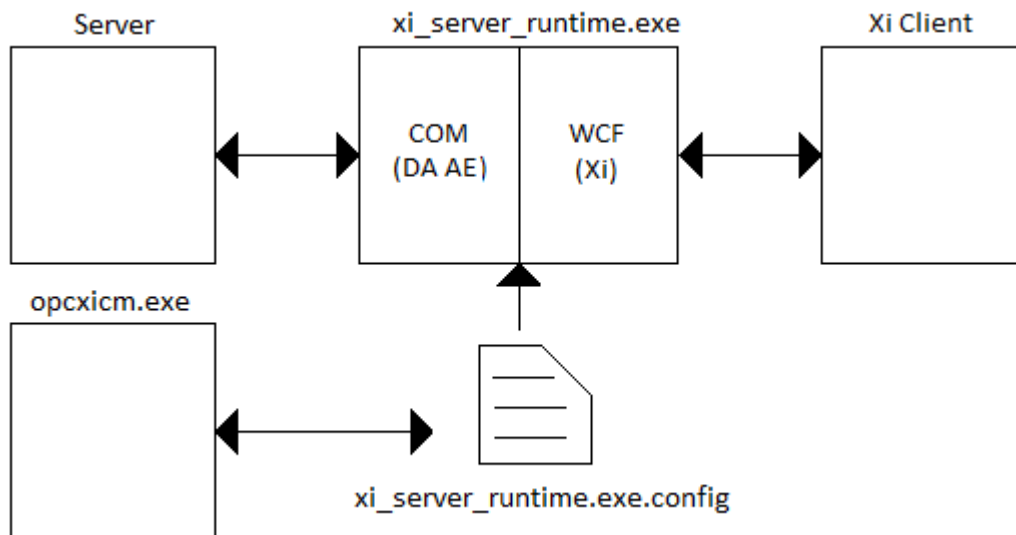 Server
xi_server_runtime.exe
Xi Client
COM
(DA AE)
WCF
(Xi)
opcxicm.exe
xi_server_runtime.exe.config